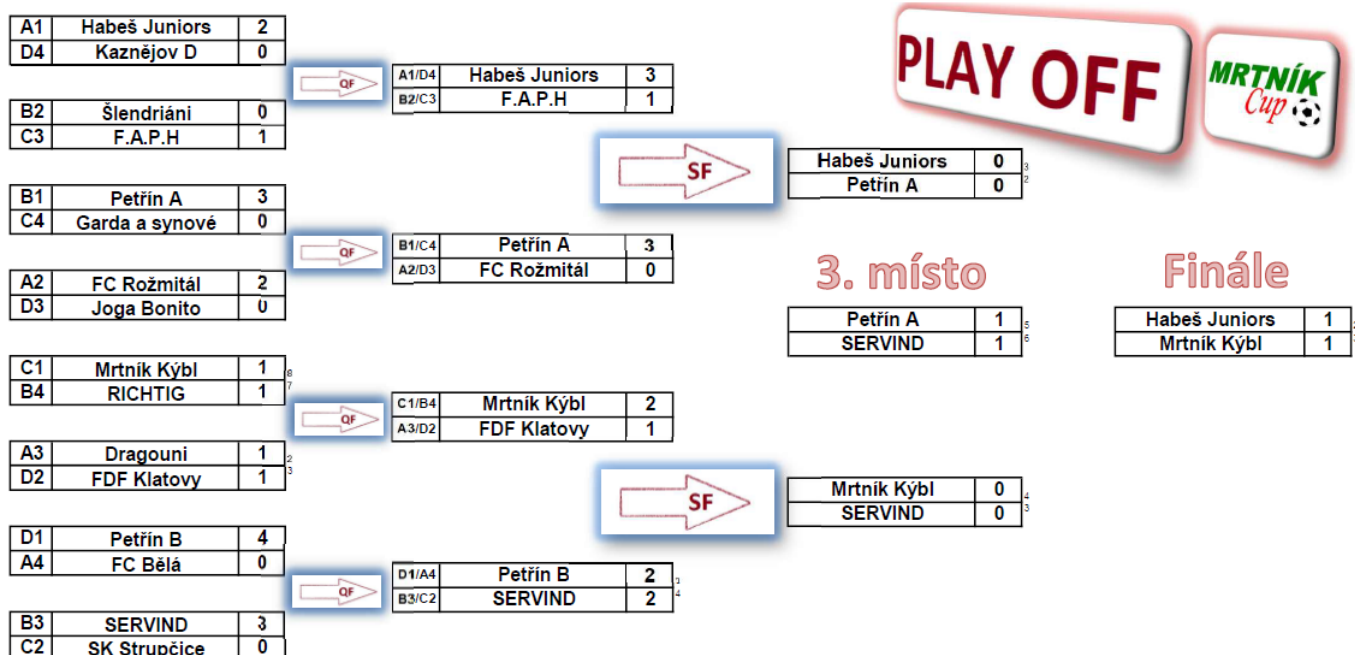 PLAY OFF
MRTNÍK
Cup
A1 Habeš Juniors 2
D4 Kaznějov D 0
B2 Šlendriáni 0
C3 F.A.P.H 1
B1 Petřín A 3
C4 Garda a synové 0
A2 FC Rožmitál 2
D3 Joga Bonito 0
C1 Mrtník Kýbl 1 8
B4 RICHTIG 1 7
A3 Dragouni 1 2
D2 FDF Klatovy 1 3
D1 Petřín B 4
A4 FC Bělá 0
B3 SERVIND 3
C2 SK Strupčice 0
QF
A1/D4 Habeš Juniors 3
B2/C3 F.A.P.H 1
QF
B1/C4 Petřín A 3
A2/D3 FC Rožmitál 0
QF
C1/B4 Mrtník Kýbl 2
A3/D2 FDF Klatovy 1
QF
D1/A4 Petřín B 2 3
B3/C2 SERVIND 2 4
SF
Habeš Juniors 0 3
Petřín A 0 2
SF
Mrtník Kýbl 0 4
SERVIND 0 3
3. místo
Petřín A 1 5
SERVIND 1 6
Finále
Habeš Juniors 1
Mrtník Kýbl 1